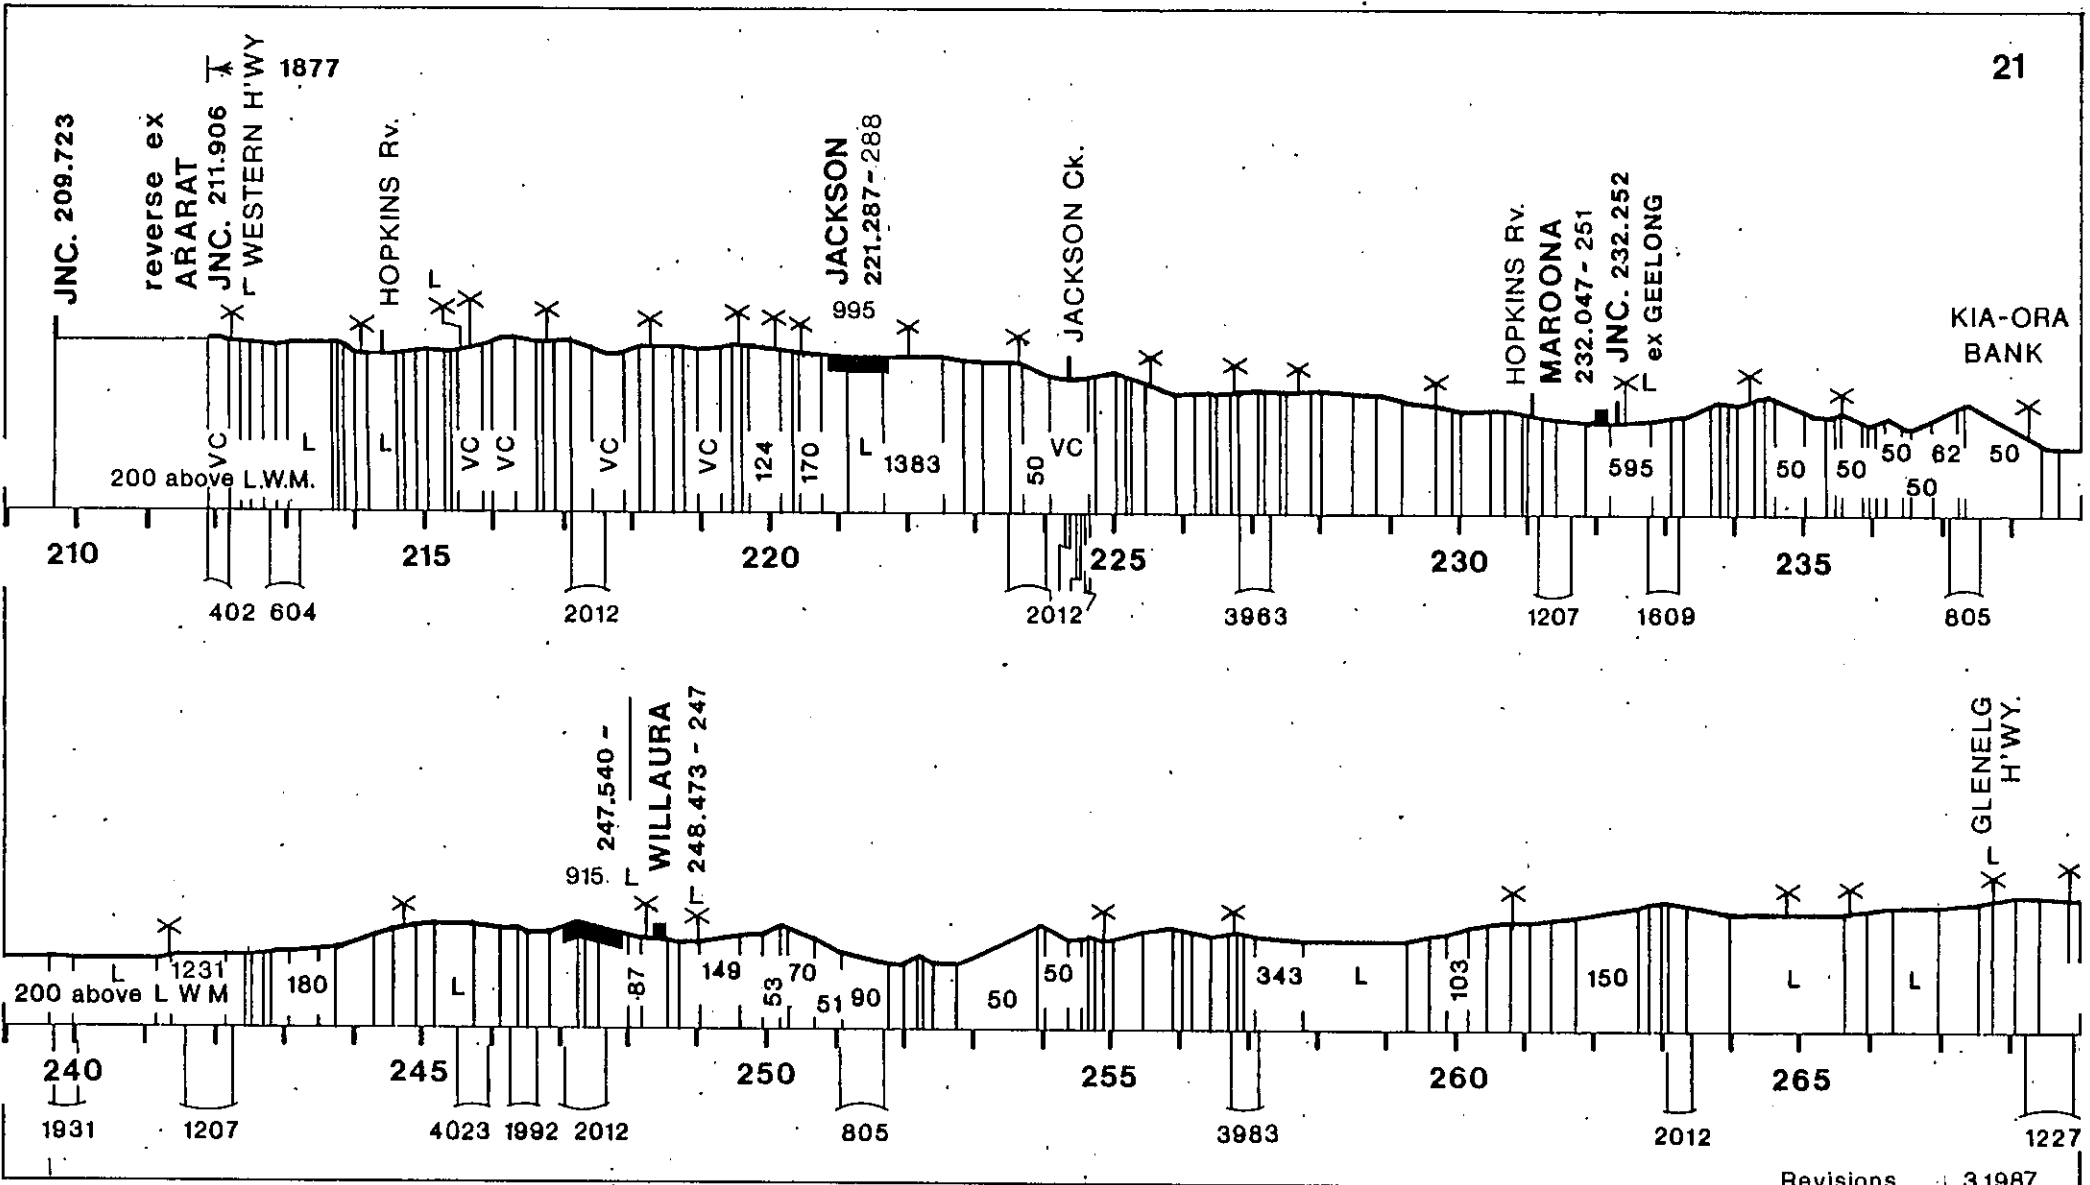 21
JNC. 209.723
reverse ex
ARARAT
JNC. 211.906
WESTERN H'WY
1877
HOPKINS Rv.
L
JACKSON
221.287-288
995
JACKSON Ck.
HOPKINS Rv.
MAROONA
232.047-251
JNC. 232.252
ex GEELONG
KIA-ORA
BANK
VC L L VC VC VC VC 124 170 L 1383 50 VC 595 50 50 50 50 62 50
200 above L.W.M.
210 215 220 225 230 235
402 604 2012 2012 3963 1207 1609 805
247.540-
WILLAURA
248.473-247
915 L
GLENELG
H'WY.
L
L 1231 180 L 87 149 53 70 51 90 50 50 343 L 103 150 L L
200 above L W M
240 245 250 255 260 265
1931 1207 4023 1992 2012 805 3983 2012 1227
Revisions 3.1987